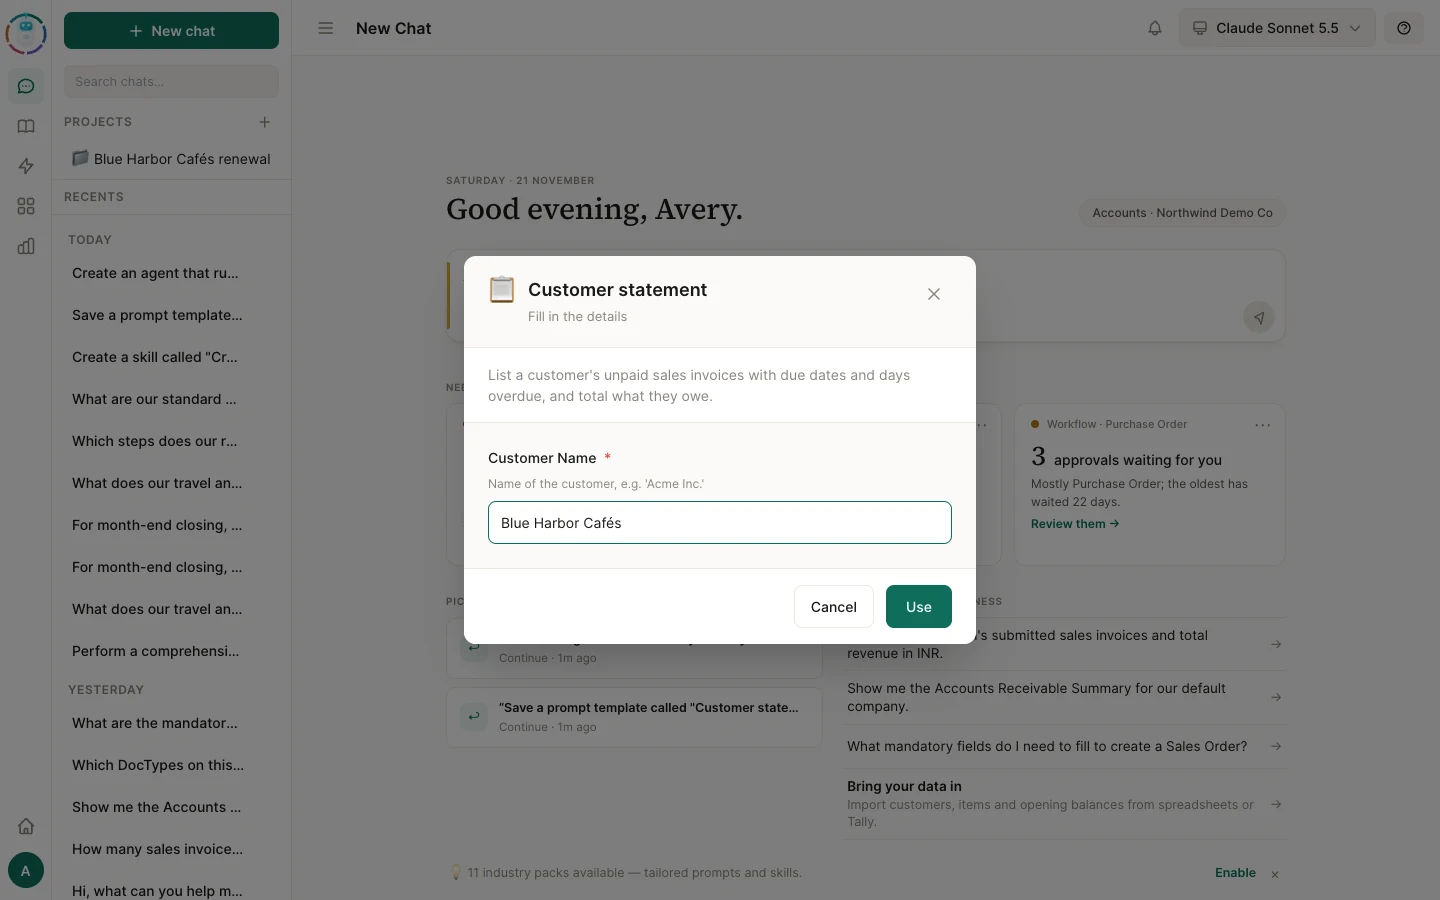 New chat
New Chat
Claude Sonnet 5.5
Search chats...
PROJECTS
Blue Harbor Cafés renewal
RECENTS
TODAY
Create an agent that ru...
Save a prompt template...
Create a skill called "Cr...
What are our standard ...
Which steps does our r...
What does our travel an...
For month-end closing, ...
For month-end closing, ...
What does our travel an...
Perform a comprehensi...
YESTERDAY
What are the mandator...
Which DocTypes on this...
Show me the Accounts ...
How many sales invoice...
Hi, what can you help m...
A
SATURDAY · 21 NOVEMBER
Good evening, Avery.
Accounts · Northwind Demo Co
Customer statement
Fill in the details
List a customer's unpaid sales invoices with due dates and days
overdue, and total what they owe.
Customer Name *
Name of the customer, e.g. 'Acme Inc.'
Blue Harbor Cafés
Cancel
Use
Workflow · Purchase Order
3 approvals waiting for you
Mostly Purchase Order; the oldest has
waited 22 days.
Review them →
Continue · 1m ago
"Save a prompt template called "Customer state...
Continue · 1m ago
's submitted sales invoices and total
revenue in INR.
Show me the Accounts Receivable Summary for our default
company.
What mandatory fields do I need to fill to create a Sales Order?
Bring your data in
Import customers, items and opening balances from spreadsheets or
Tally.
11 industry packs available — tailored prompts and skills.
Enable